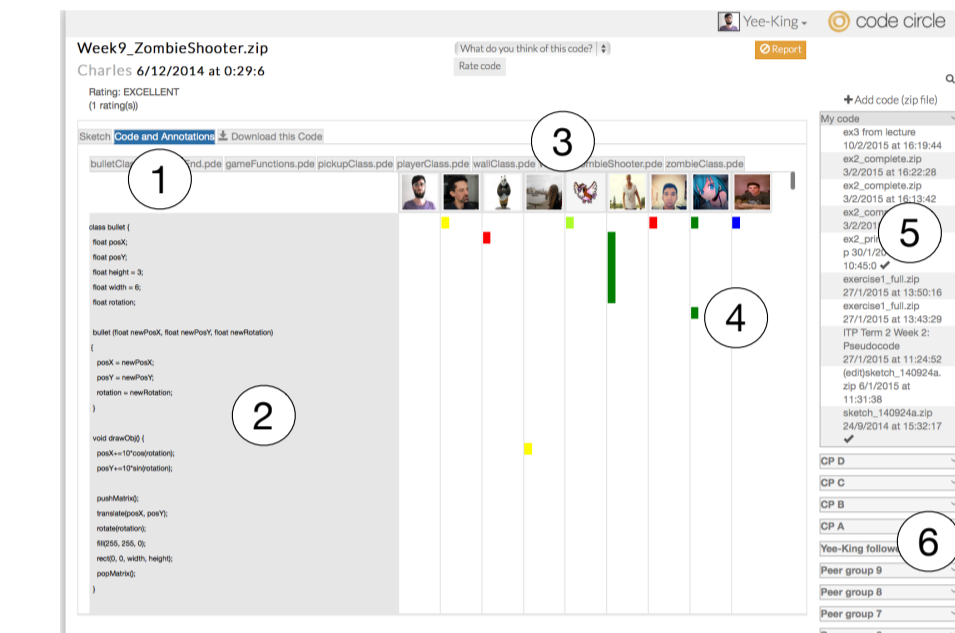 Yee-King
code circle
Week9_ZombieShooter.zip
Charles 6/12/2014 at 0:29:6
Rating: EXCELLENT
(1 rating(s))
What do you think of this code?
Rate code
Report
Add code (zip file)
Sketch Code and Annotations Download this Code
End.pde gameFunctions.pde pickupClass.pde playerClass.pde wallClass.pde zombieClass.pde
1
3
class bullet {
float posX;
float posY;
float height = 3;
float width = 6;
float rotation;
bullet (float newPosX, float newPosY, float newRotation)
{
posX = newPosX;
posY = newPosY;
rotation = newRotation;
}
void drawObj() {
posX+=10*cos(rotation);
posY+=10*sin(rotation);
pushMatrix();
translate(posX, posY);
rotate(rotation);
fill(255, 255, 0);
rect(0, 0, width, height);
popMatrix();
}
2
4
My code
ex3 from lecture
10/2/2015 at 16:19:44
ex2_complete.zip
3/2/2015 at 16:22:28
ex2_complete.zip
3/2/2015 at 16:13:42
5
10:45:0
exercise1_full.zip
27/1/2015 at 13:50:16
exercise1_full.zip
27/1/2015 at 13:43:29
ITP Term 2 Week 2:
Pseudocode
27/1/2015 at 11:24:52
(edit)sketch_140924a.
zip 6/1/2015 at
11:31:38
sketch_140924a.zip
24/9/2014 at 15:32:17
CP D
CP C
CP B
CP A
Yee-King
6
Peer group 9
Peer group 8
Peer group 7